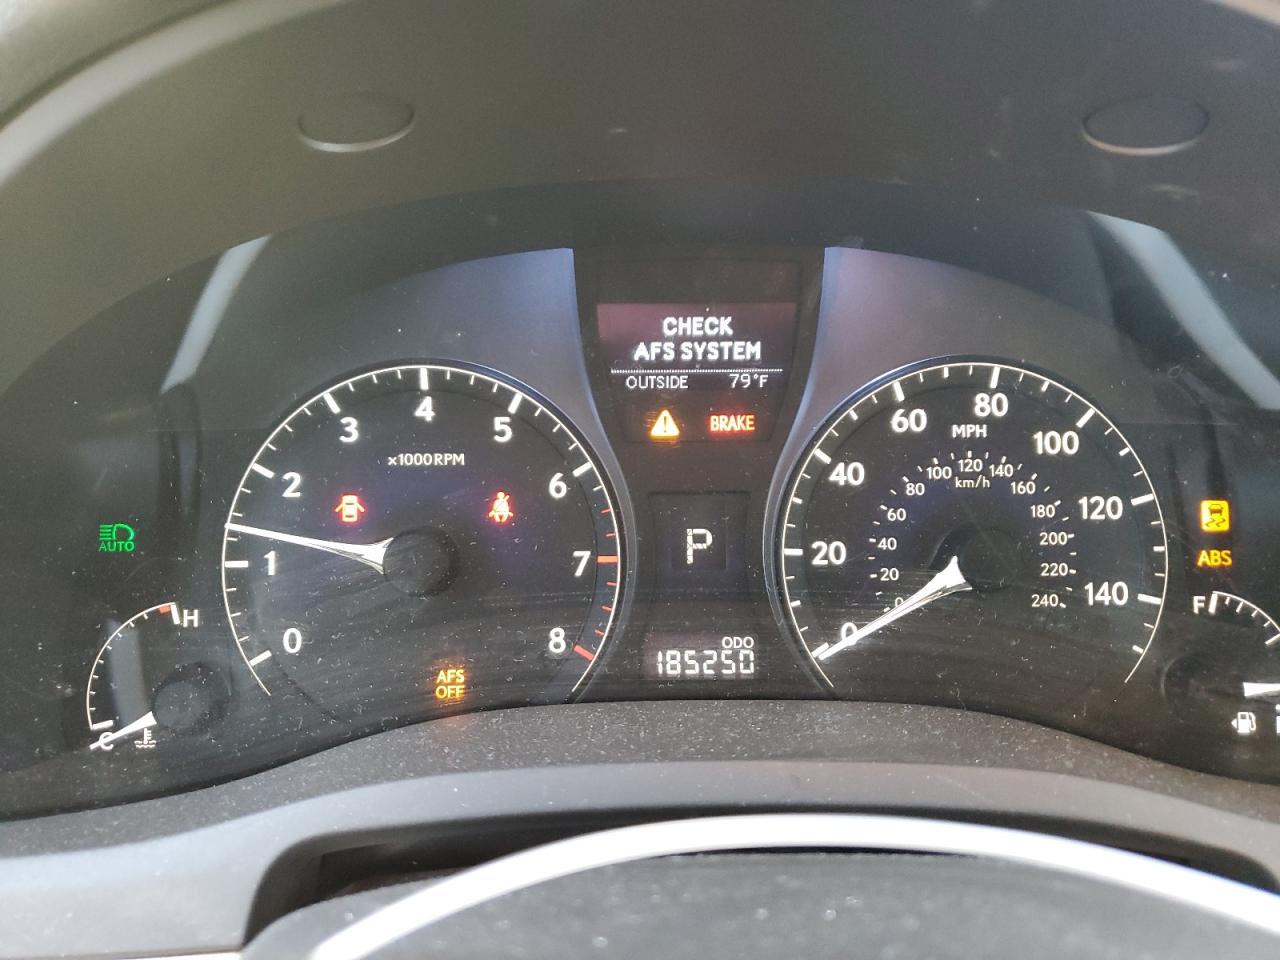 CHECK
AFS SYSTEM
OUTSIDE 79°F
BRAKE
0
1
2
3
4
5
6
7
8
x1000RPM
AUTO
H
C
AFS
OFF
P
ODO
185250
0
20
40
60
80
100
120
140
MPH
0
20
40
60
80
100
120
140
160
180
200
220
240
km/h
ABS
F